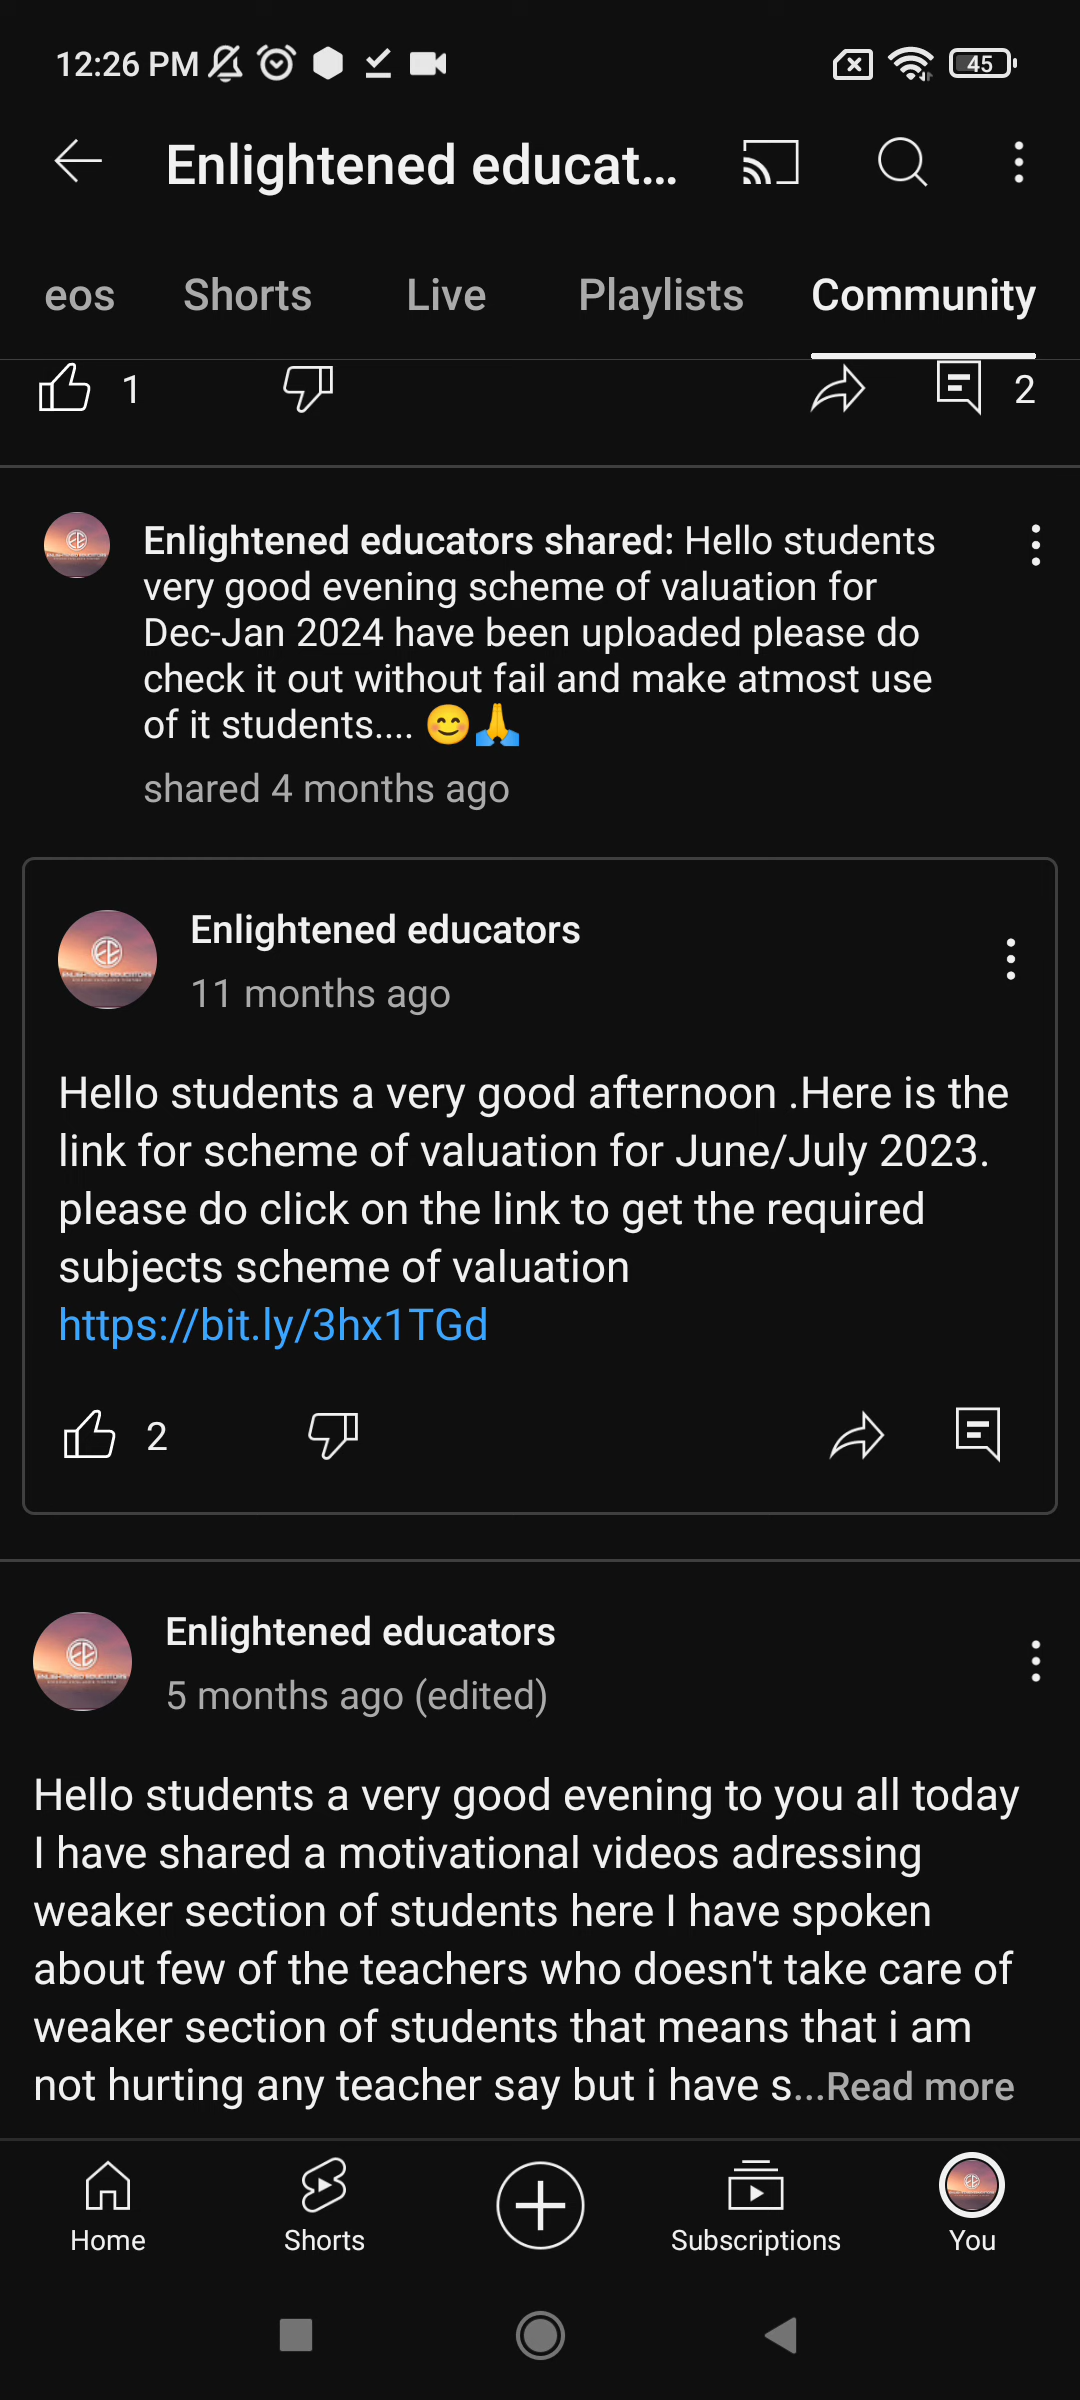 12:26 PM
45
Enlightened educat...
eos Shorts Live Playlists Community
1 2
Enlightened educators shared: Hello students
very good evening scheme of valuation for
Dec-Jan 2024 have been uploaded please do
check it out without fail and make atmost use
of it students.... 😊🙏
shared 4 months ago
Enlightened educators
11 months ago
Hello students a very good afternoon .Here is the
link for scheme of valuation for June/July 2023.
please do click on the link to get the required
subjects scheme of valuation
https://bit.ly/3hx1TGd
2
Enlightened educators
5 months ago (edited)
Hello students a very good evening to you all today
I have shared a motivational videos adressing
weaker section of students here I have spoken
about few of the teachers who doesn't take care of
weaker section of students that means that i am
not hurting any teacher say but i have s...Read more
Home Shorts Subscriptions You